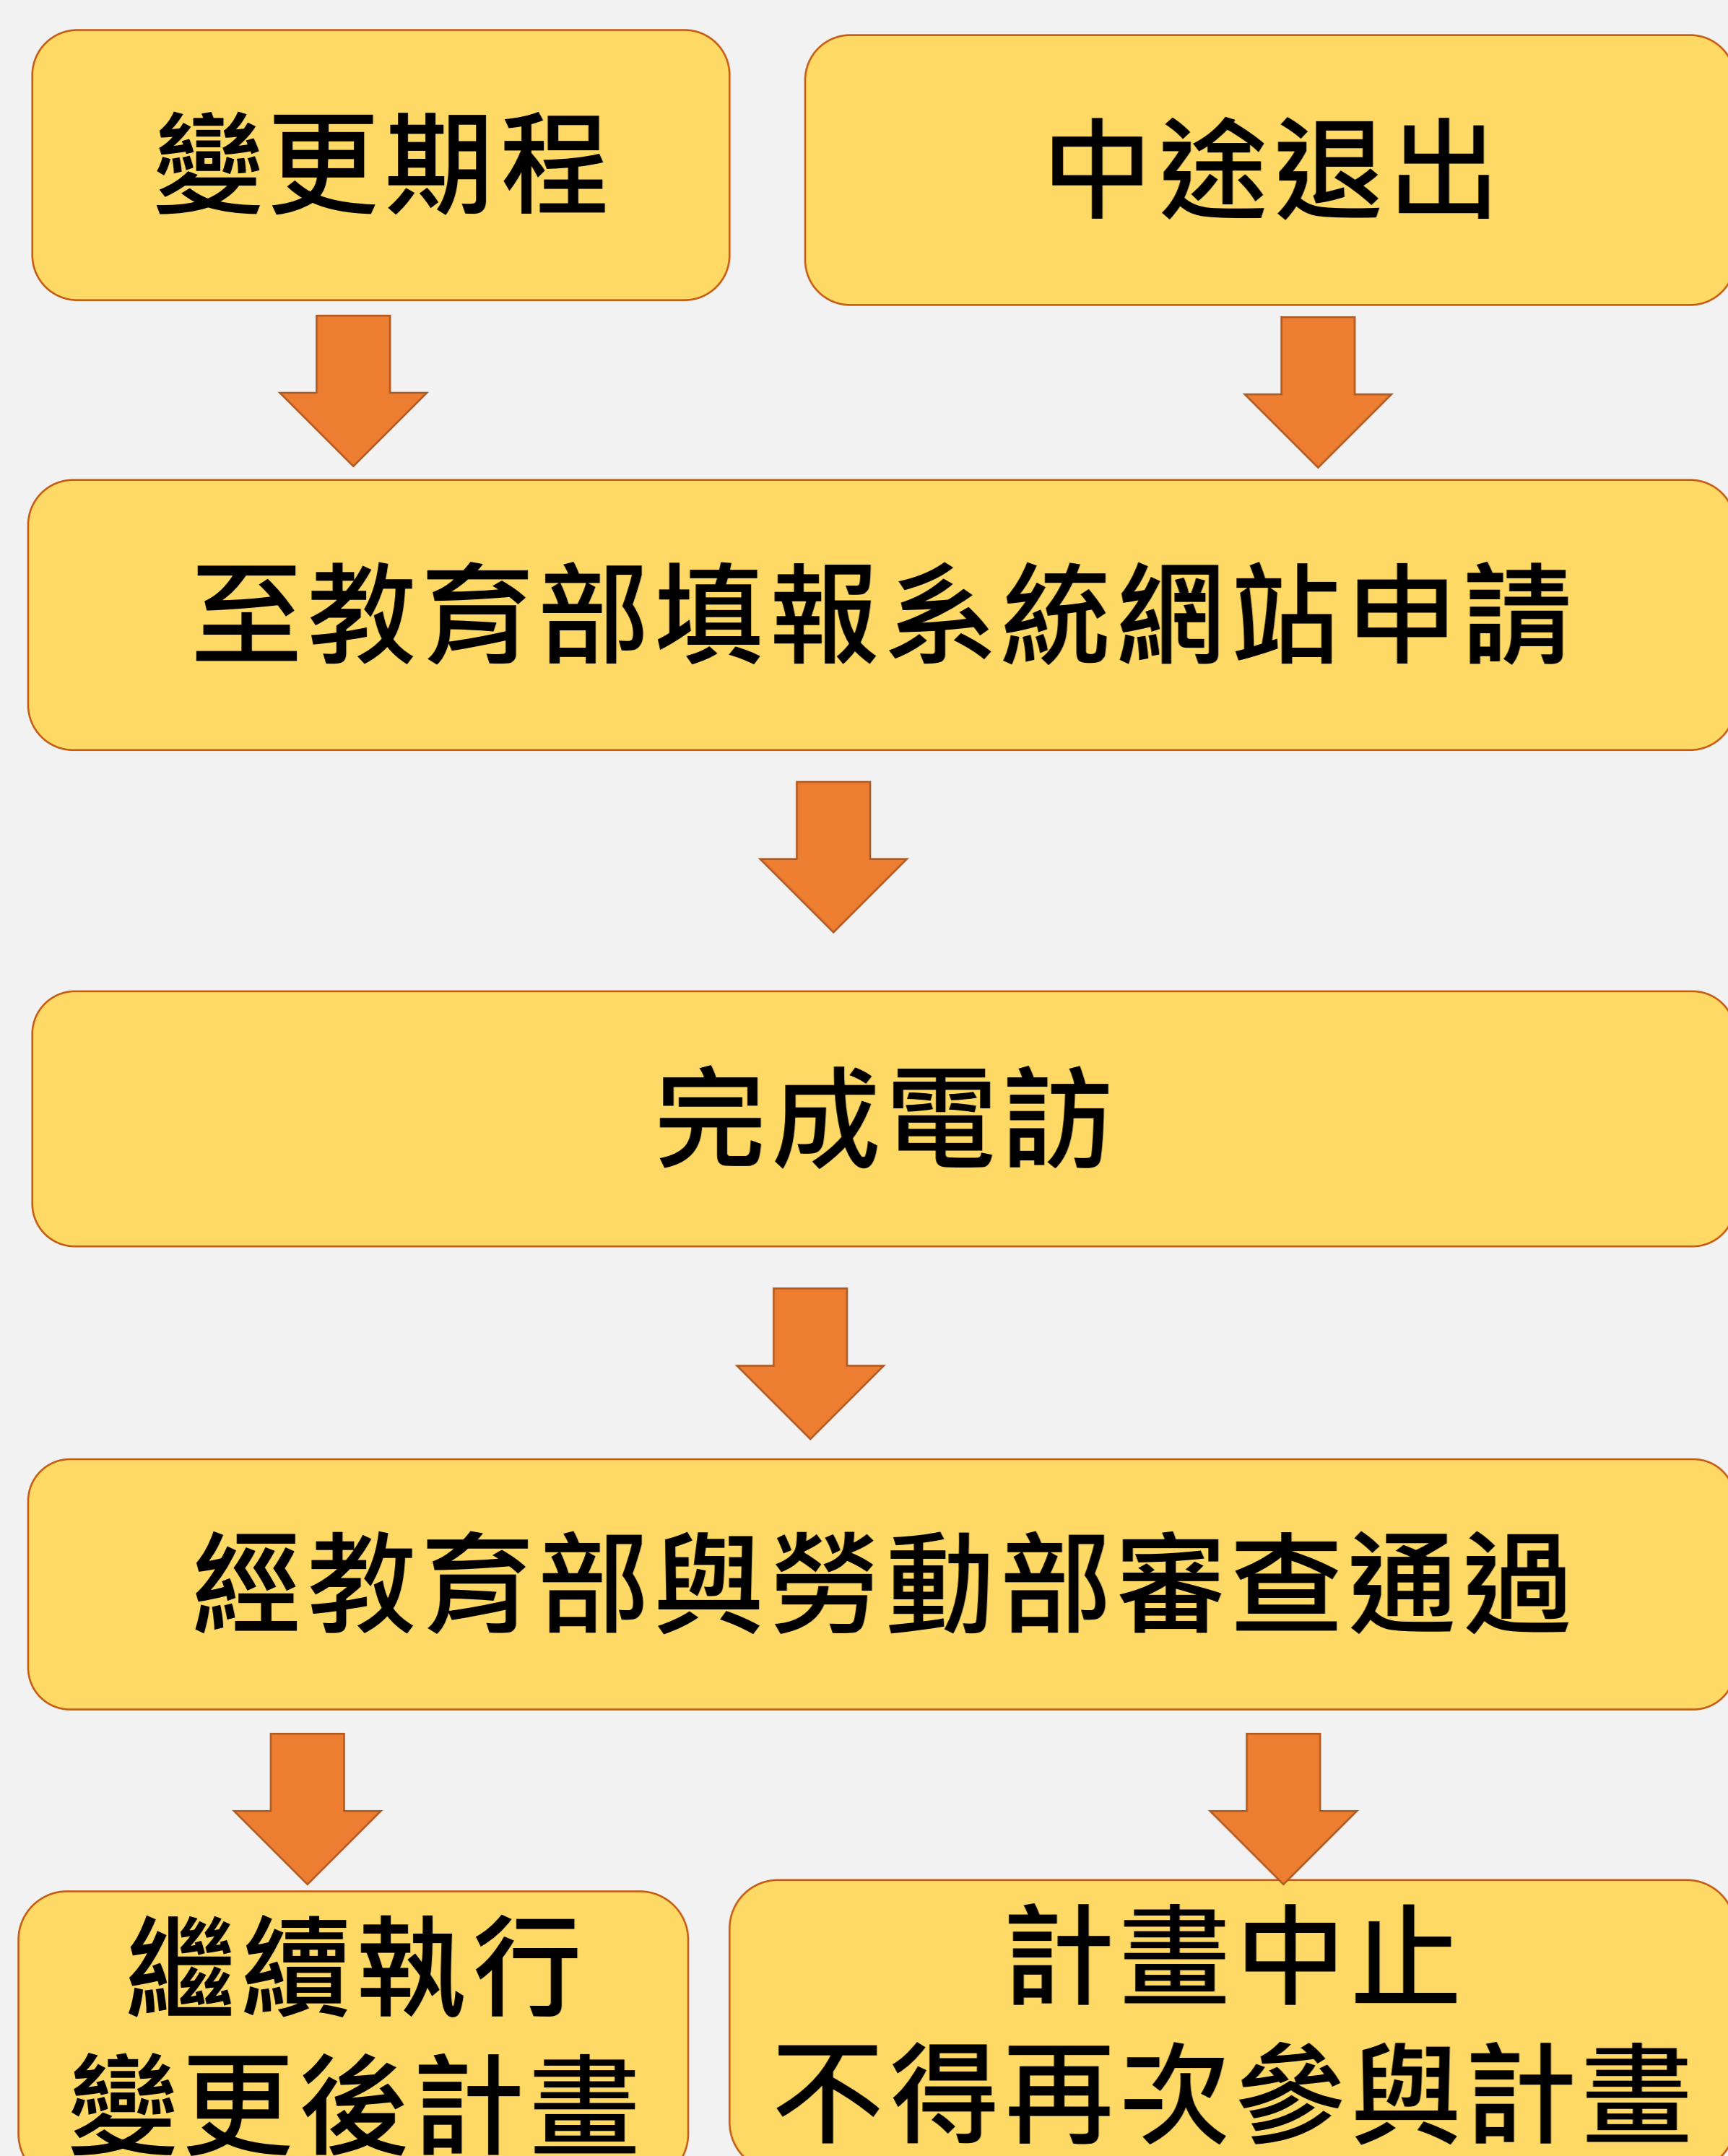 變更期程
中途退出
至教育部填報系統網站申請
完成電訪
經教育部與勞動部審查通過
繼續執行
變更後計畫
計畫中止
不得再次參與計畫